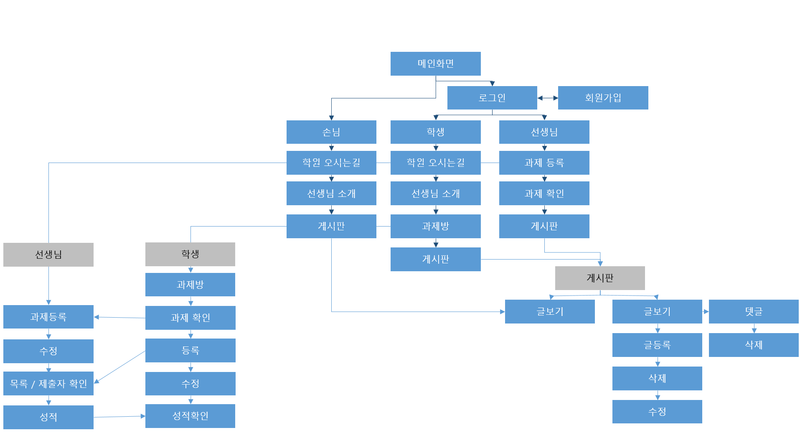 메인화면
로그인
회원가입
손님
학생
선생님
학원 오시는길
학원 오시는길
과제 등록
선생님 소개
선생님 소개
과제 확인
게시판
과제방
게시판
게시판
선생님
학생
게시판
과제방
과제등록
과제 확인
글보기
글보기
댓글
수정
등록
글등록
삭제
목록 / 제출자 확인
수정
삭제
성적
성적확인
수정